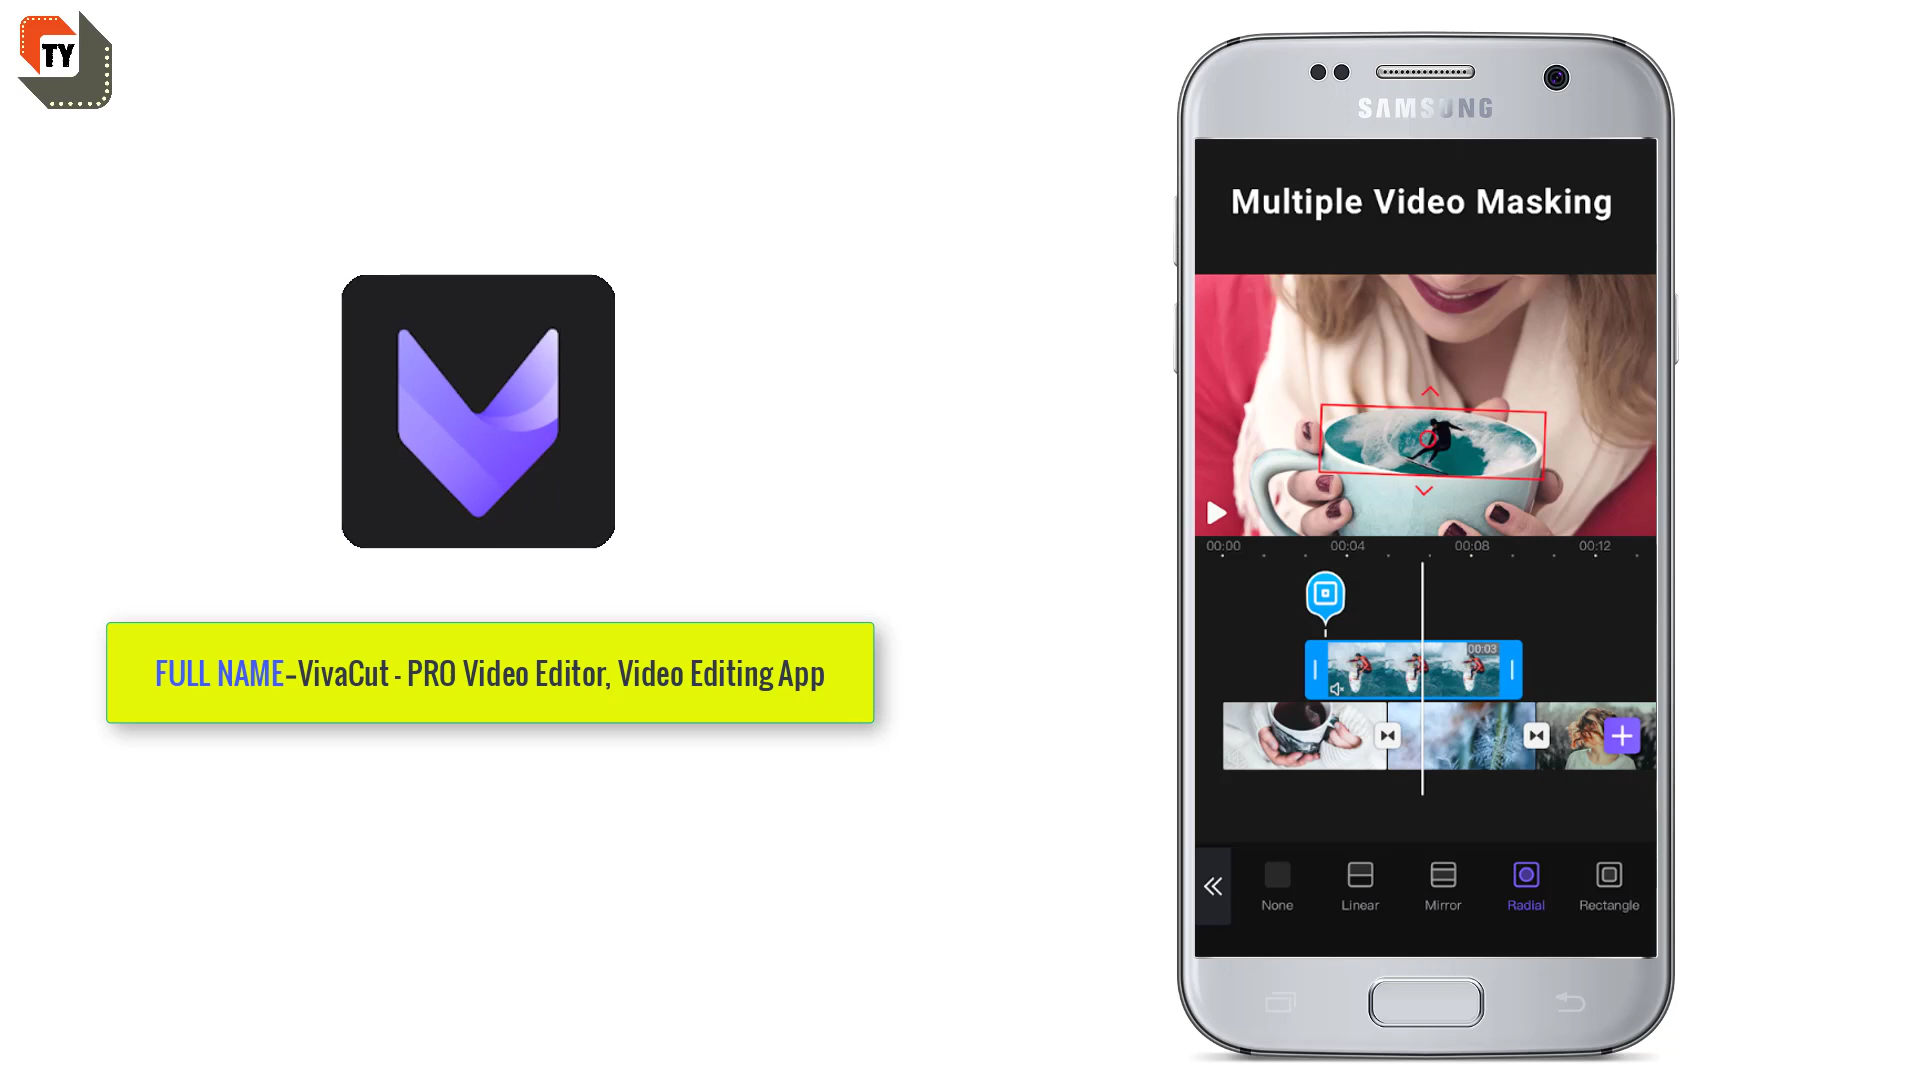 TY
FULL NAME-VivaCut - PRO Video Editor, Video Editing App
SAMSUNG
Multiple Video Masking
00:00 00:04 00:08 00:12
00:03
None Linear Mirror Radial Rectangle